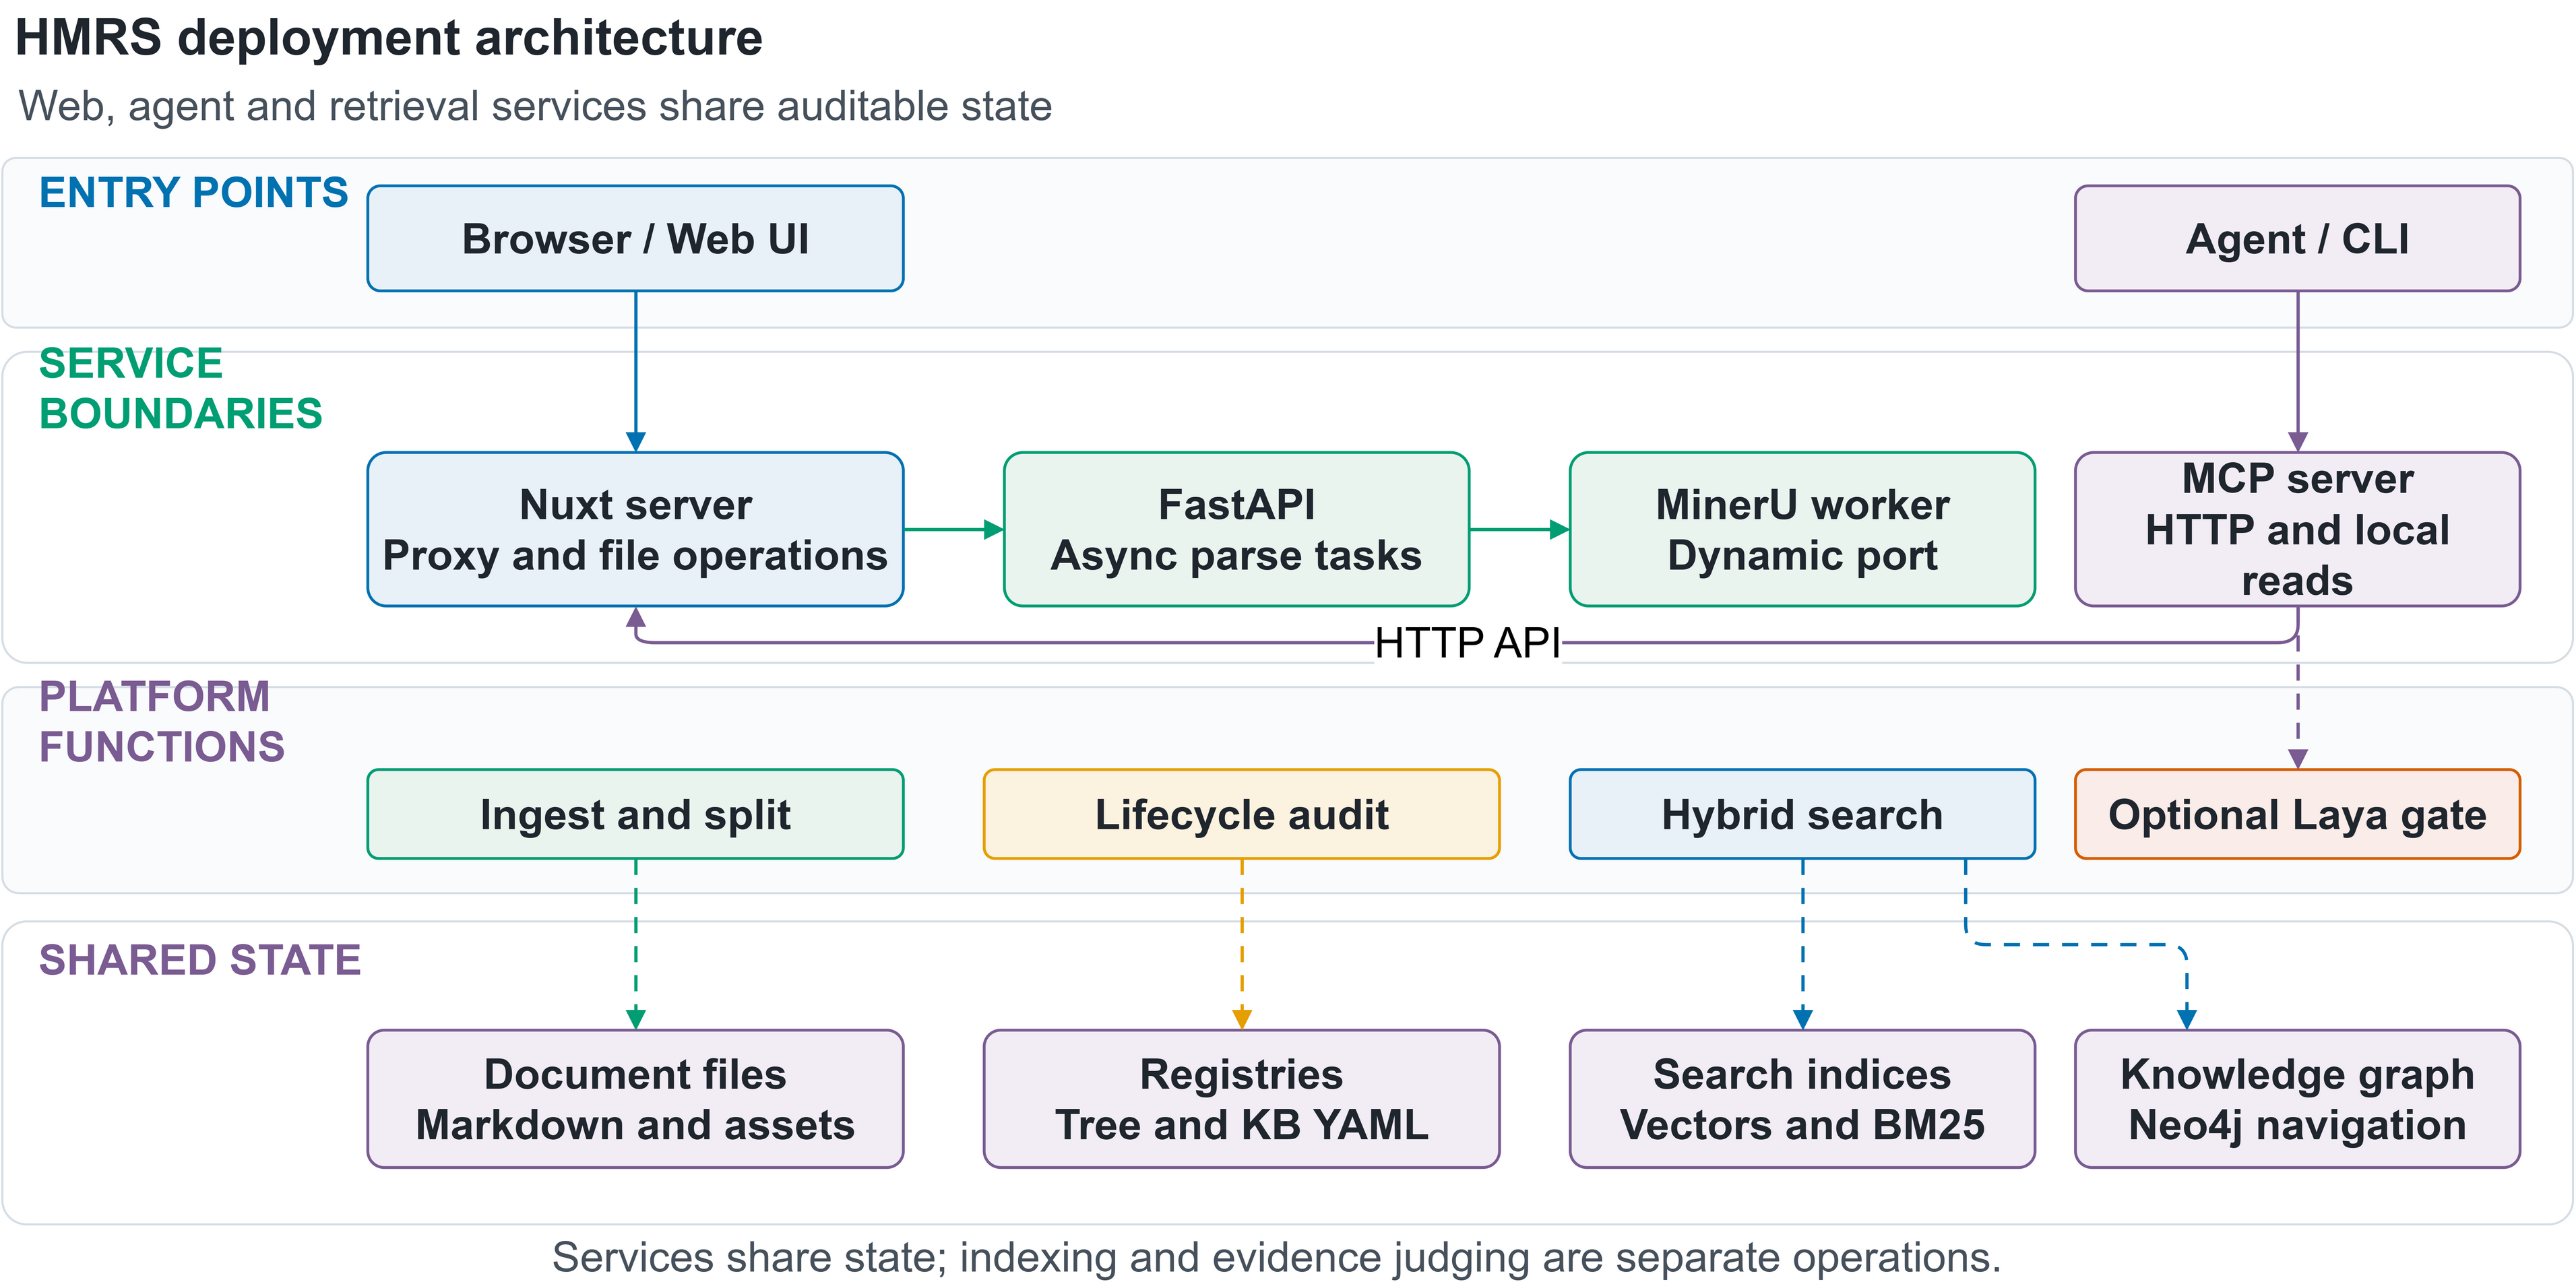 HMRS deployment architecture
Web, agent and retrieval services share auditable state
ENTRY POINTS
Browser / Web UI
Agent / CLI
SERVICE
BOUNDARIES
Nuxt server
Proxy and file operations
FastAPI
Async parse tasks
MinerU worker
Dynamic port
MCP server
HTTP and local
reads
HTTP API
PLATFORM
FUNCTIONS
Ingest and split
Lifecycle audit
Hybrid search
Optional Laya gate
SHARED STATE
Document files
Markdown and assets
Registries
Tree and KB YAML
Search indices
Vectors and BM25
Knowledge graph
Neo4j navigation
Services share state; indexing and evidence judging are separate operations.